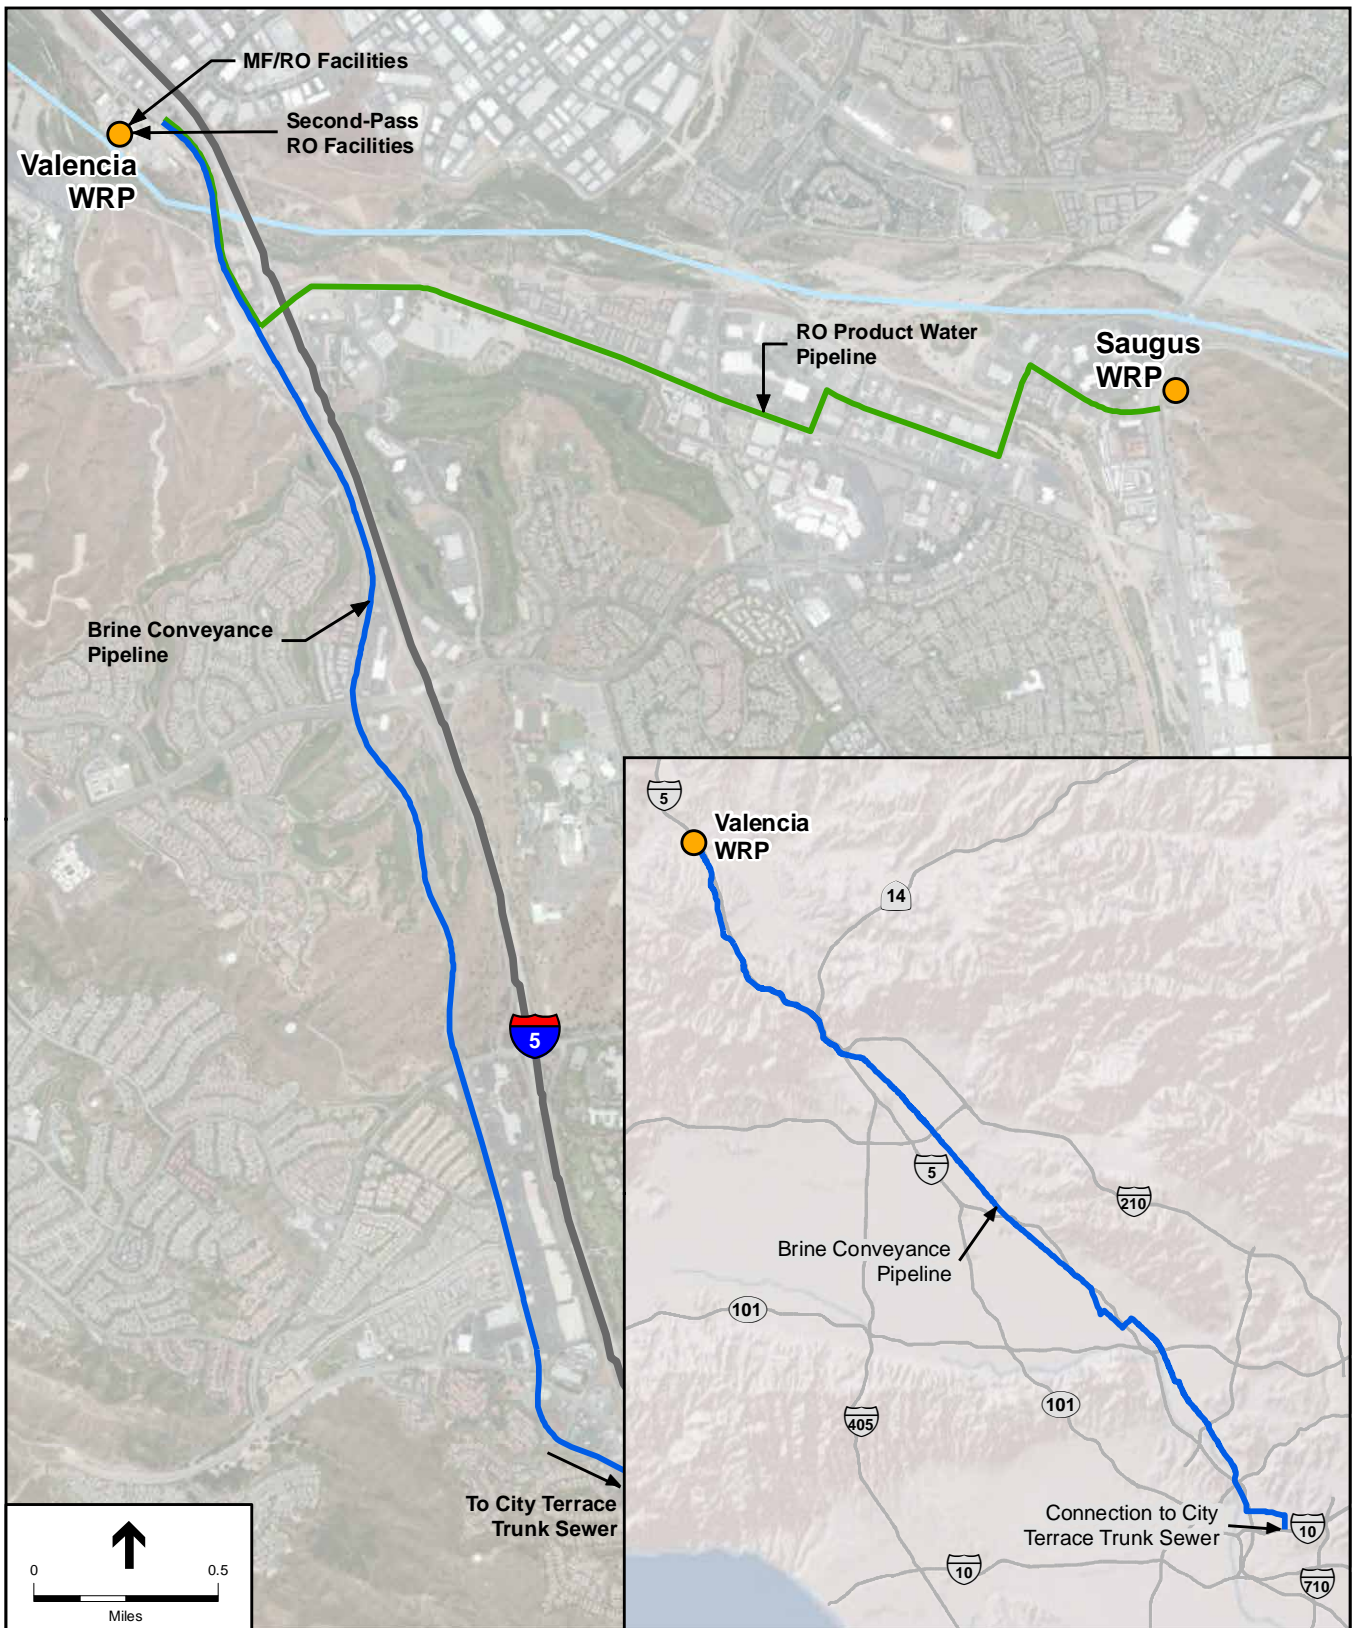 MF/RO Facilities
Second-Pass
RO Facilities
Valencia
WRP
RO Product Water
Pipeline
Saugus
WRP
Brine Conveyance
Pipeline
5
To City Terrace
Trunk Sewer
0
0.5
Miles
5
Valencia
WRP
14
5
210
Brine Conveyance
Pipeline
101
101
405
Connection to City
Terrace Trunk Sewer
10
10
710